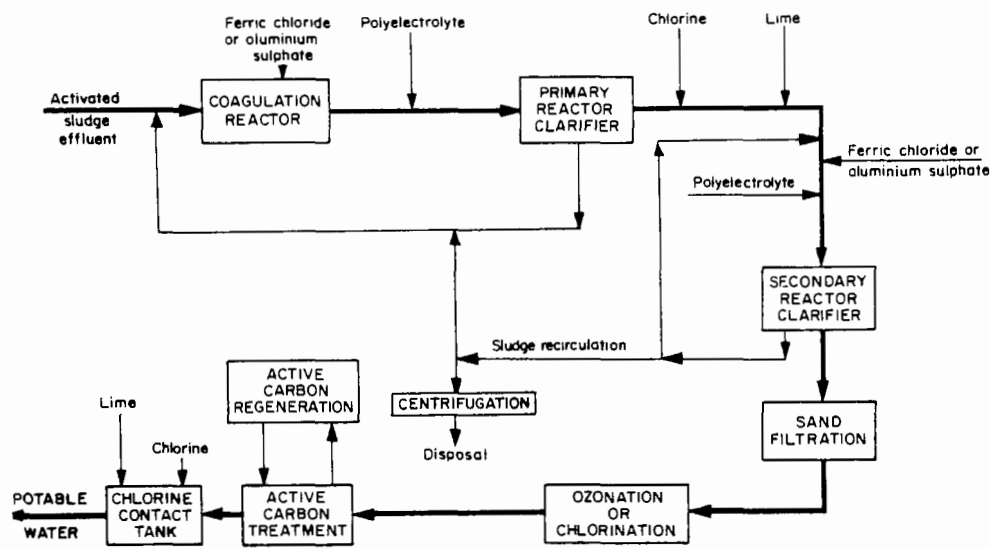 Ferric chloride
or aluminium
sulphate
Polyelectrolyte
Chlorine
Lime
Activated
sludge
effluent
COAGULATION
REACTOR
PRIMARY
REACTOR
CLARIFIER
Ferric chloride or
aluminium sulphate
Polyelectrolyte
SECONDARY
REACTOR
CLARIFIER
Sludge recirculation
ACTIVE
CARBON
REGENERATION
CENTRIFUGATION
Disposal
SAND
FILTRATION
Lime
Chlorine
POTABLE
WATER
CHLORINE
CONTACT
TANK
ACTIVE
CARBON
TREATMENT
OZONATION
OR
CHLORINATION